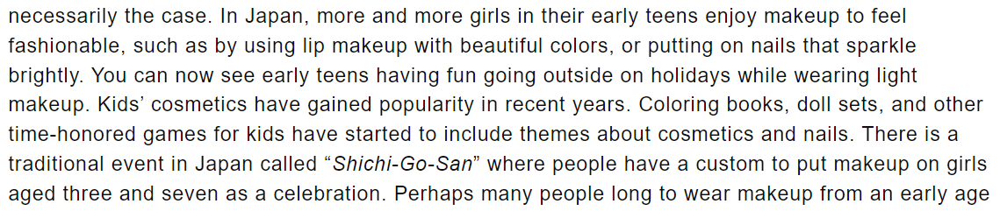 necessarily the case. In Japan, more and more girls in their early teens enjoy makeup to feel
fashionable, such as by using lip makeup with beautiful colors, or putting on nails that sparkle
brightly. You can now see early teens having fun going outside on holidays while wearing light
makeup. Kids’ cosmetics have gained popularity in recent years. Coloring books, doll sets, and other
time-honored games for kids have started to include themes about cosmetics and nails. There is a
traditional event in Japan called “Shichi-Go-San” where people have a custom to put makeup on girls
aged three and seven as a celebration. Perhaps many people long to wear makeup from an early age